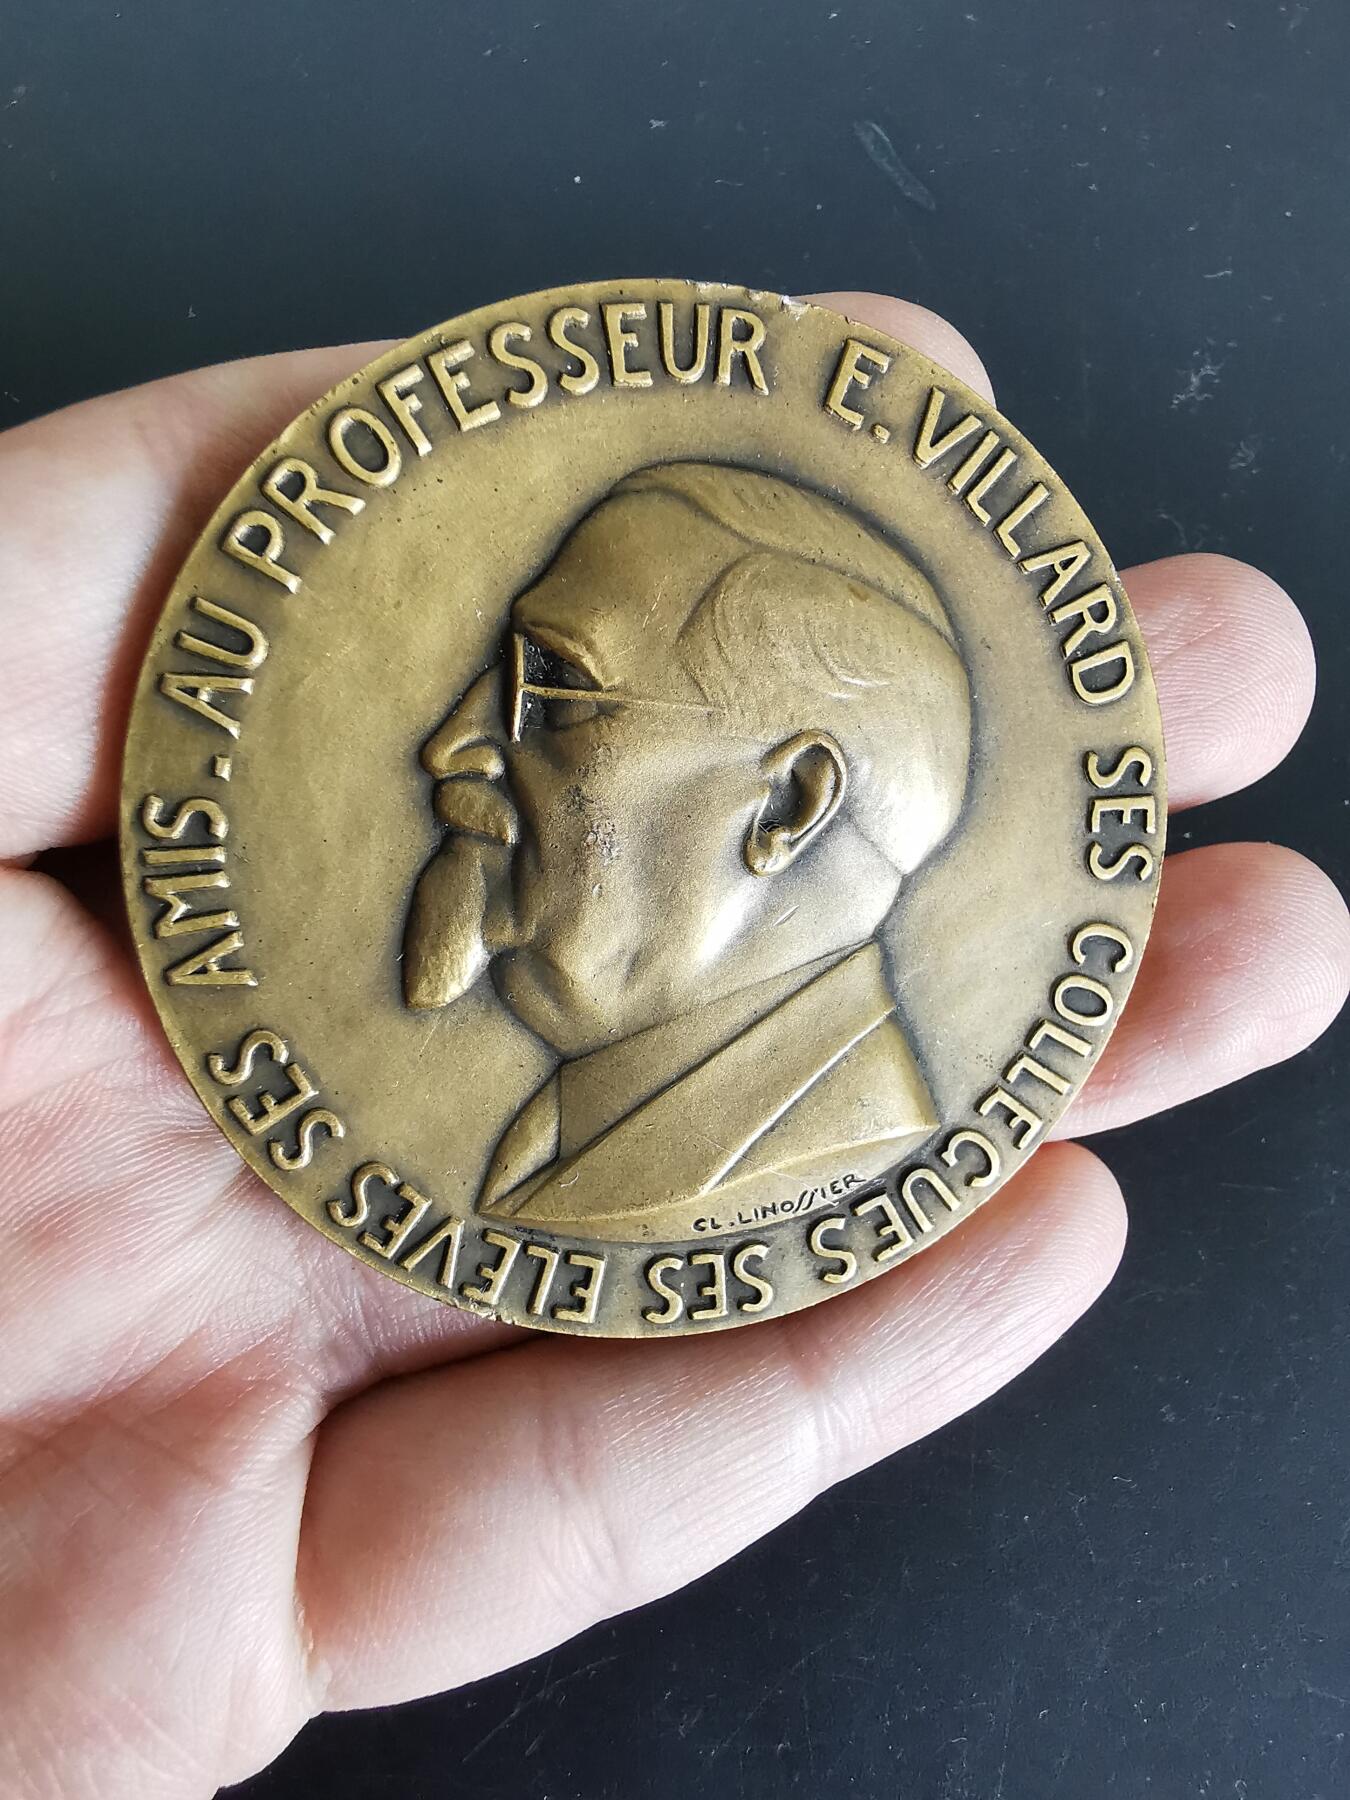 AU PROFESSEUR E. VILLARD SES COLLEGUES SES ELEVES SES AMIS.
CL. LINOSSIER